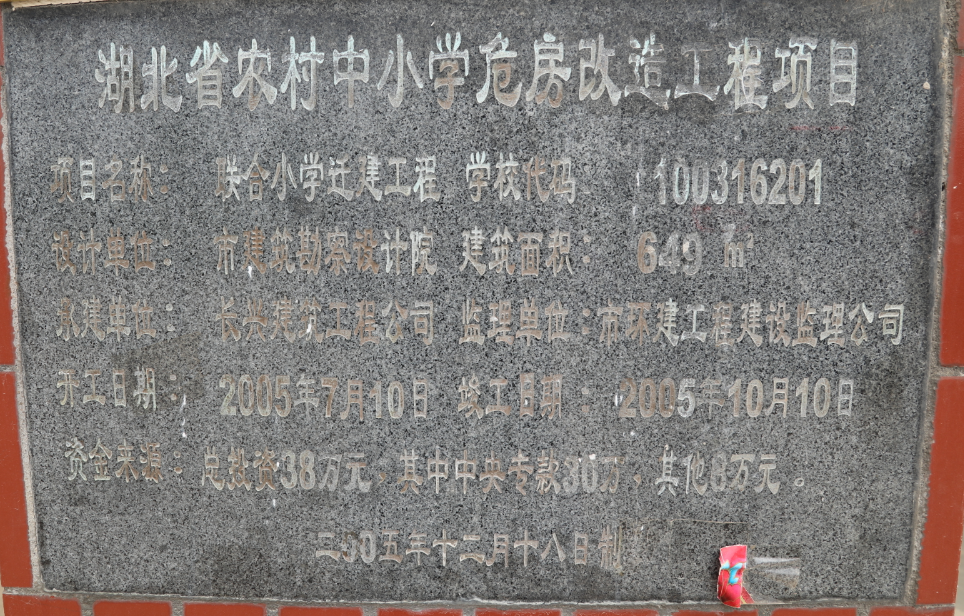 湖北省农村中小学危房改造工程项目
项目名称： 联合小学迁建工程 学校代码 100316201
设计单位： 市建筑勘察设计院 建筑面积： 649 ㎡
承建单位： 长兴建筑工程公司 监理单位：市环建工程建设监理公司
开工日期： 2005年7月10日 竣工日期： 2005年10月10日
资金来源： 总投资38万元，其中中央专款30万，其他8万元。
二00五年十二月十八日制